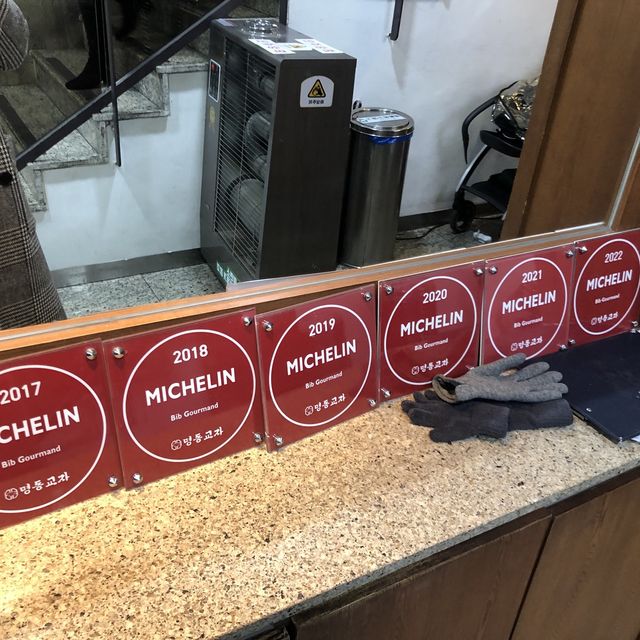 2017
CHELIN
Bib Gourmand
명동교자
2018
MICHELIN
Bib Gourmand
명동교자
2019
MICHELIN
Bib Gourmand
명동교자
2020
MICHELIN
Bib Gourmand
명동교자
2021
MICHELIN
Bib Gourmand
명동교자
2022
MICHELIN
Bib Gourmand
명동교자